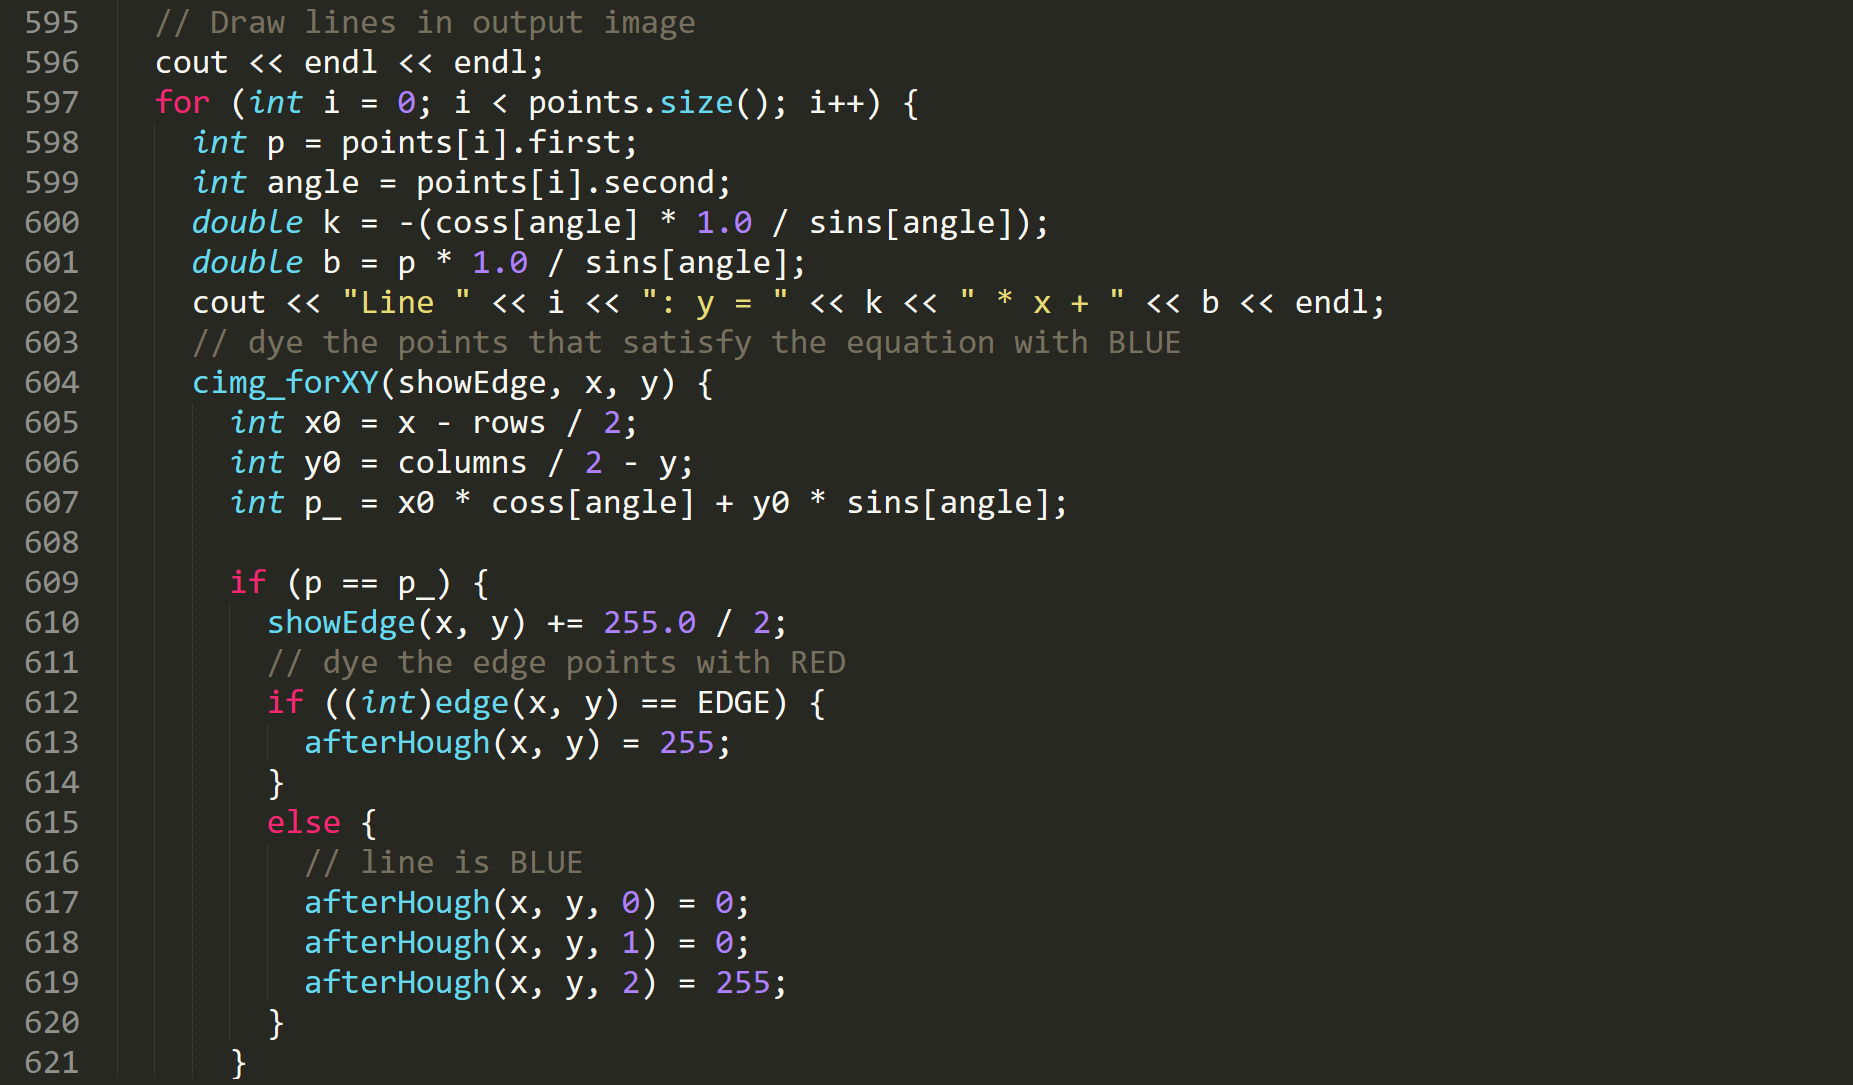 595 // Draw lines in output image
596 cout << endl << endl;
597 for (int i = 0; i < points.size(); i++) {
598 int p = points[i].first;
599 int angle = points[i].second;
600 double k = -(coss[angle] * 1.0 / sins[angle]);
601 double b = p * 1.0 / sins[angle];
602 cout << "Line " << i << ": y = " << k << " * x + " << b << endl;
603 // dye the points that satisfy the equation with BLUE
604 cimg_forXY(showEdge, x, y) {
605 int x0 = x - rows / 2;
606 int y0 = columns / 2 - y;
607 int p_ = x0 * coss[angle] + y0 * sins[angle];
608
609 if (p == p_) {
610 showEdge(x, y) += 255.0 / 2;
611 // dye the edge points with RED
612 if ((int)edge(x, y) == EDGE) {
613 afterHough(x, y) = 255;
614 }
615 else {
616 // line is BLUE
617 afterHough(x, y, 0) = 0;
618 afterHough(x, y, 1) = 0;
619 afterHough(x, y, 2) = 255;
620 }
621 }